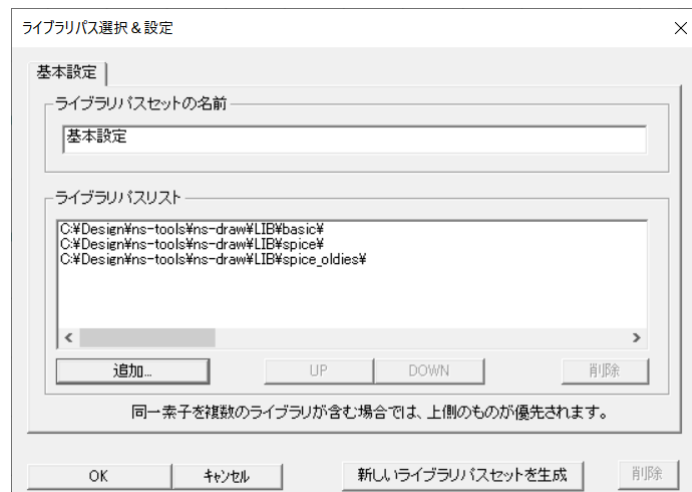 ライブラリパス選択＆設定
基本設定
ライブラリパスセットの名前
基本設定
ライブラリパスリスト
C:¥Design¥ns-tools¥ns-draw¥LIB¥basic¥
C:¥Design¥ns-tools¥ns-draw¥LIB¥spice¥
C:¥Design¥ns-tools¥ns-draw¥LIB¥spice_oldies¥
追加... UP DOWN 削除
同一素子を複数のライブラリが含む場合では、上側のものが優先されます。
OK ｷｬﾝｾﾙ 新しいライブラリパスセットを生成 削除